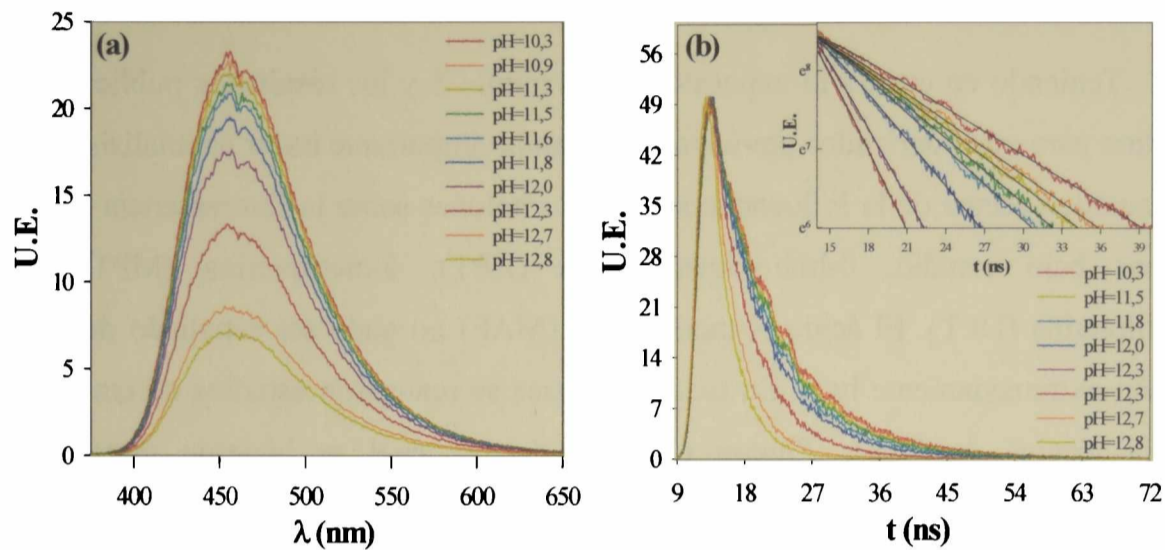 (a)
25
20
15
10
5
0
U.E.
400 450 500 550 600 650
λ (nm)
pH=10,3
pH=10,9
pH=11,3
pH=11,5
pH=11,6
pH=11,8
pH=12,0
pH=12,3
pH=12,7
pH=12,8
(b)
56
49
42
35
28
21
14
7
0
U.E.
9 18 27 36 45 54 63 72
t (ns)
U.E.
15 18 21 24 27 30 33 36 39
t (ns)
pH=10,3
pH=11,5
pH=11,8
pH=12,0
pH=12,3
pH=12,3
pH=12,7
pH=12,8